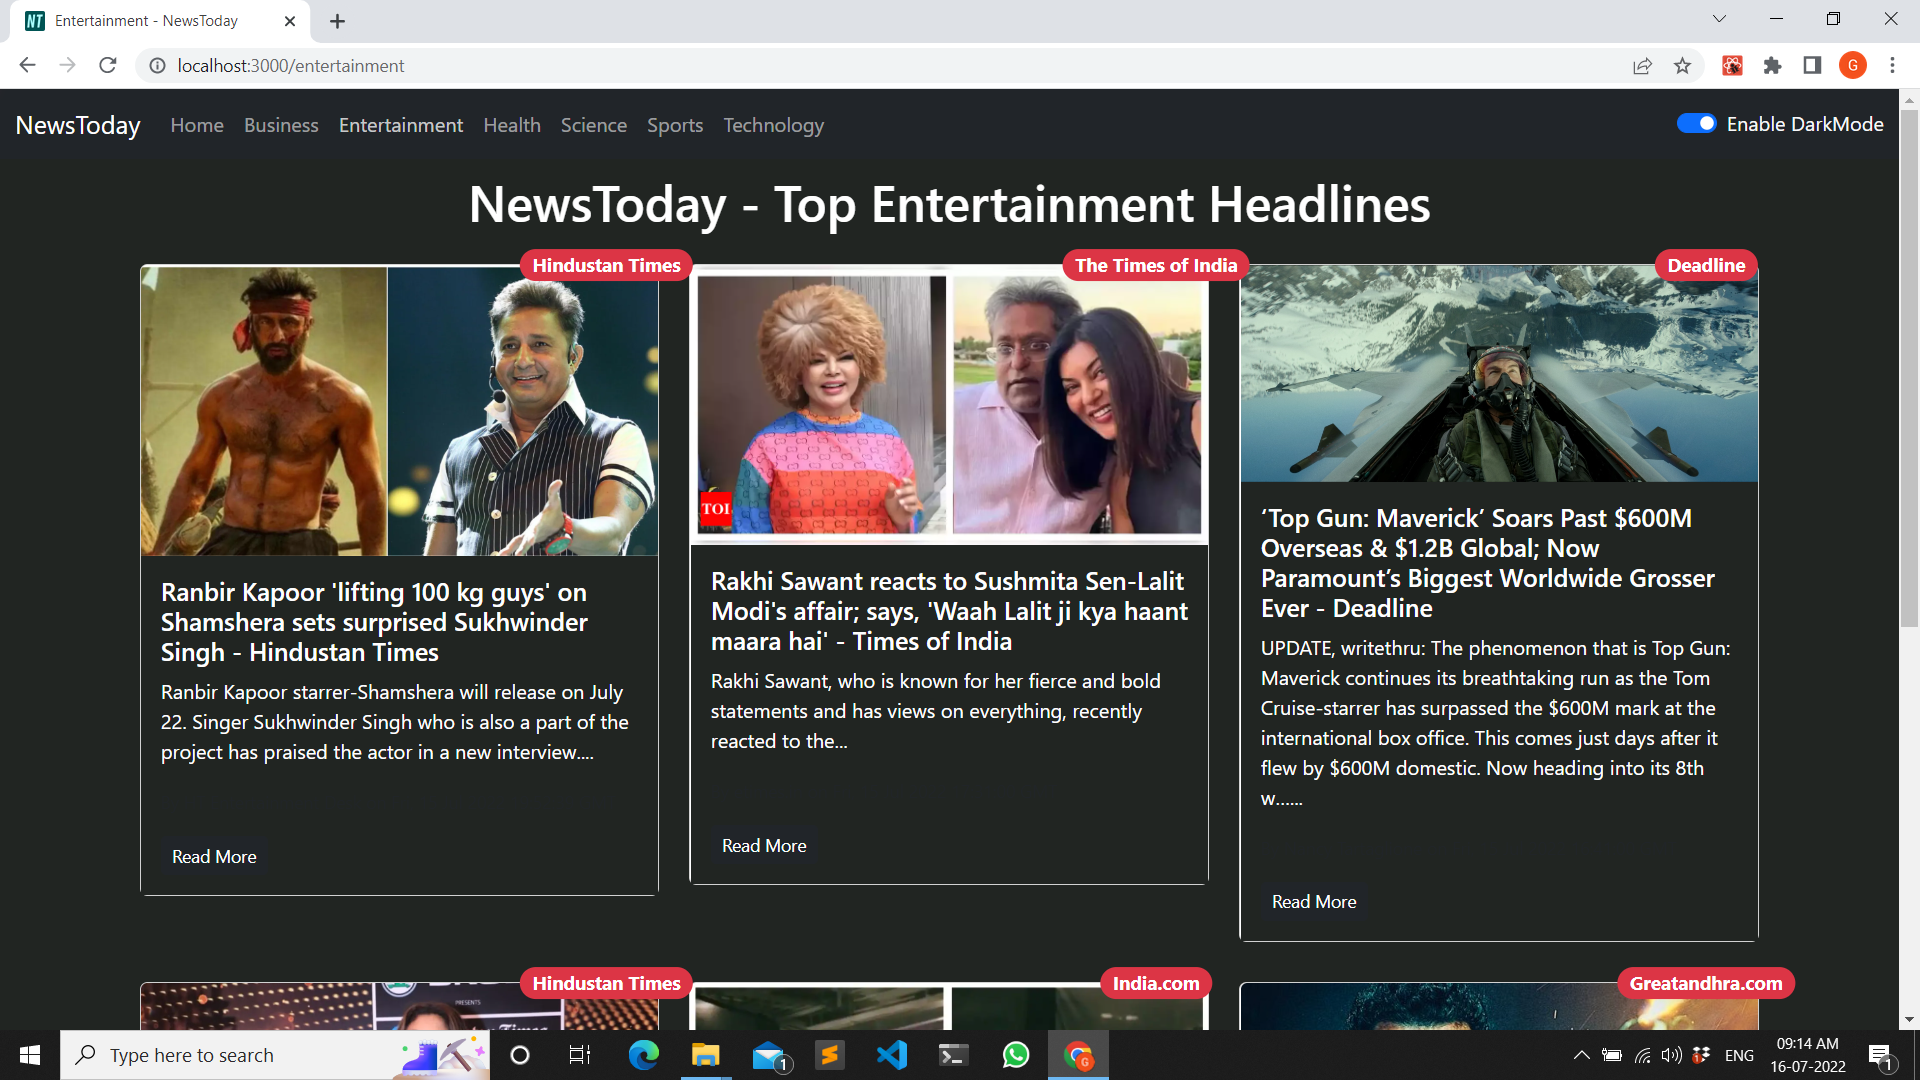 NT Entertainment - NewsToday
localhost:3000/entertainment
G
NewsToday Home Business Entertainment Health Science Sports Technology Enable DarkMode
NewsToday - Top Entertainment Headlines
Hindustan Times
Ranbir Kapoor 'lifting 100 kg guys' on
Shamshera sets surprised Sukhwinder
Singh - Hindustan Times
Ranbir Kapoor starrer-Shamshera will release on July
22. Singer Sukhwinder Singh who is also a part of the
project has praised the actor in a new interview....
Read More
The Times of India
TOI
Rakhi Sawant reacts to Sushmita Sen-Lalit
Modi's affair; says, 'Waah Lalit ji kya haant
maara hai' - Times of India
Rakhi Sawant, who is known for her fierce and bold
statements and has views on everything, recently
reacted to the...
Read More
Deadline
‘Top Gun: Maverick’ Soars Past $600M
Overseas & $1.2B Global; Now
Paramount’s Biggest Worldwide Grosser
Ever - Deadline
UPDATE, writethru: The phenomenon that is Top Gun:
Maverick continues its breathtaking run as the Tom
Cruise-starrer has surpassed the $600M mark at the
international box office. This comes just days after it
flew by $600M domestic. Now heading into its 8th
w......
Read More
Hindustan Times
PRESENTS
India.com
Greatandhra.com
Type here to search
1
G
ENG
09:14 AM
16-07-2022
1